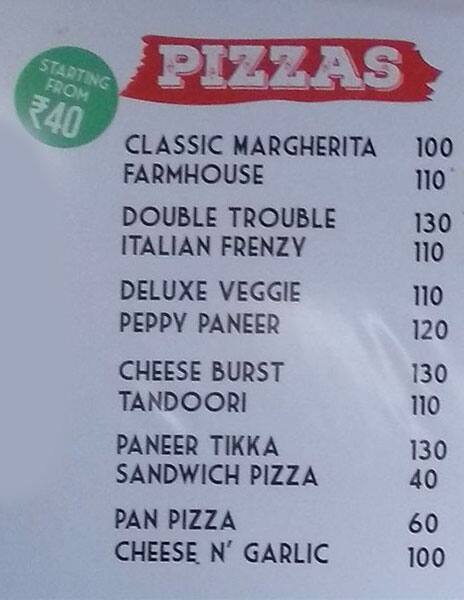 STARTING
FROM
₹40
PIZZAS
CLASSIC MARGHERITA 100
FARMHOUSE 110
DOUBLE TROUBLE 130
ITALIAN FRENZY 110
DELUXE VEGGIE 110
PEPPY PANEER 120
CHEESE BURST 130
TANDOORI 110
PANEER TIKKA 130
SANDWICH PIZZA 40
PAN PIZZA 60
CHEESE N' GARLIC 100